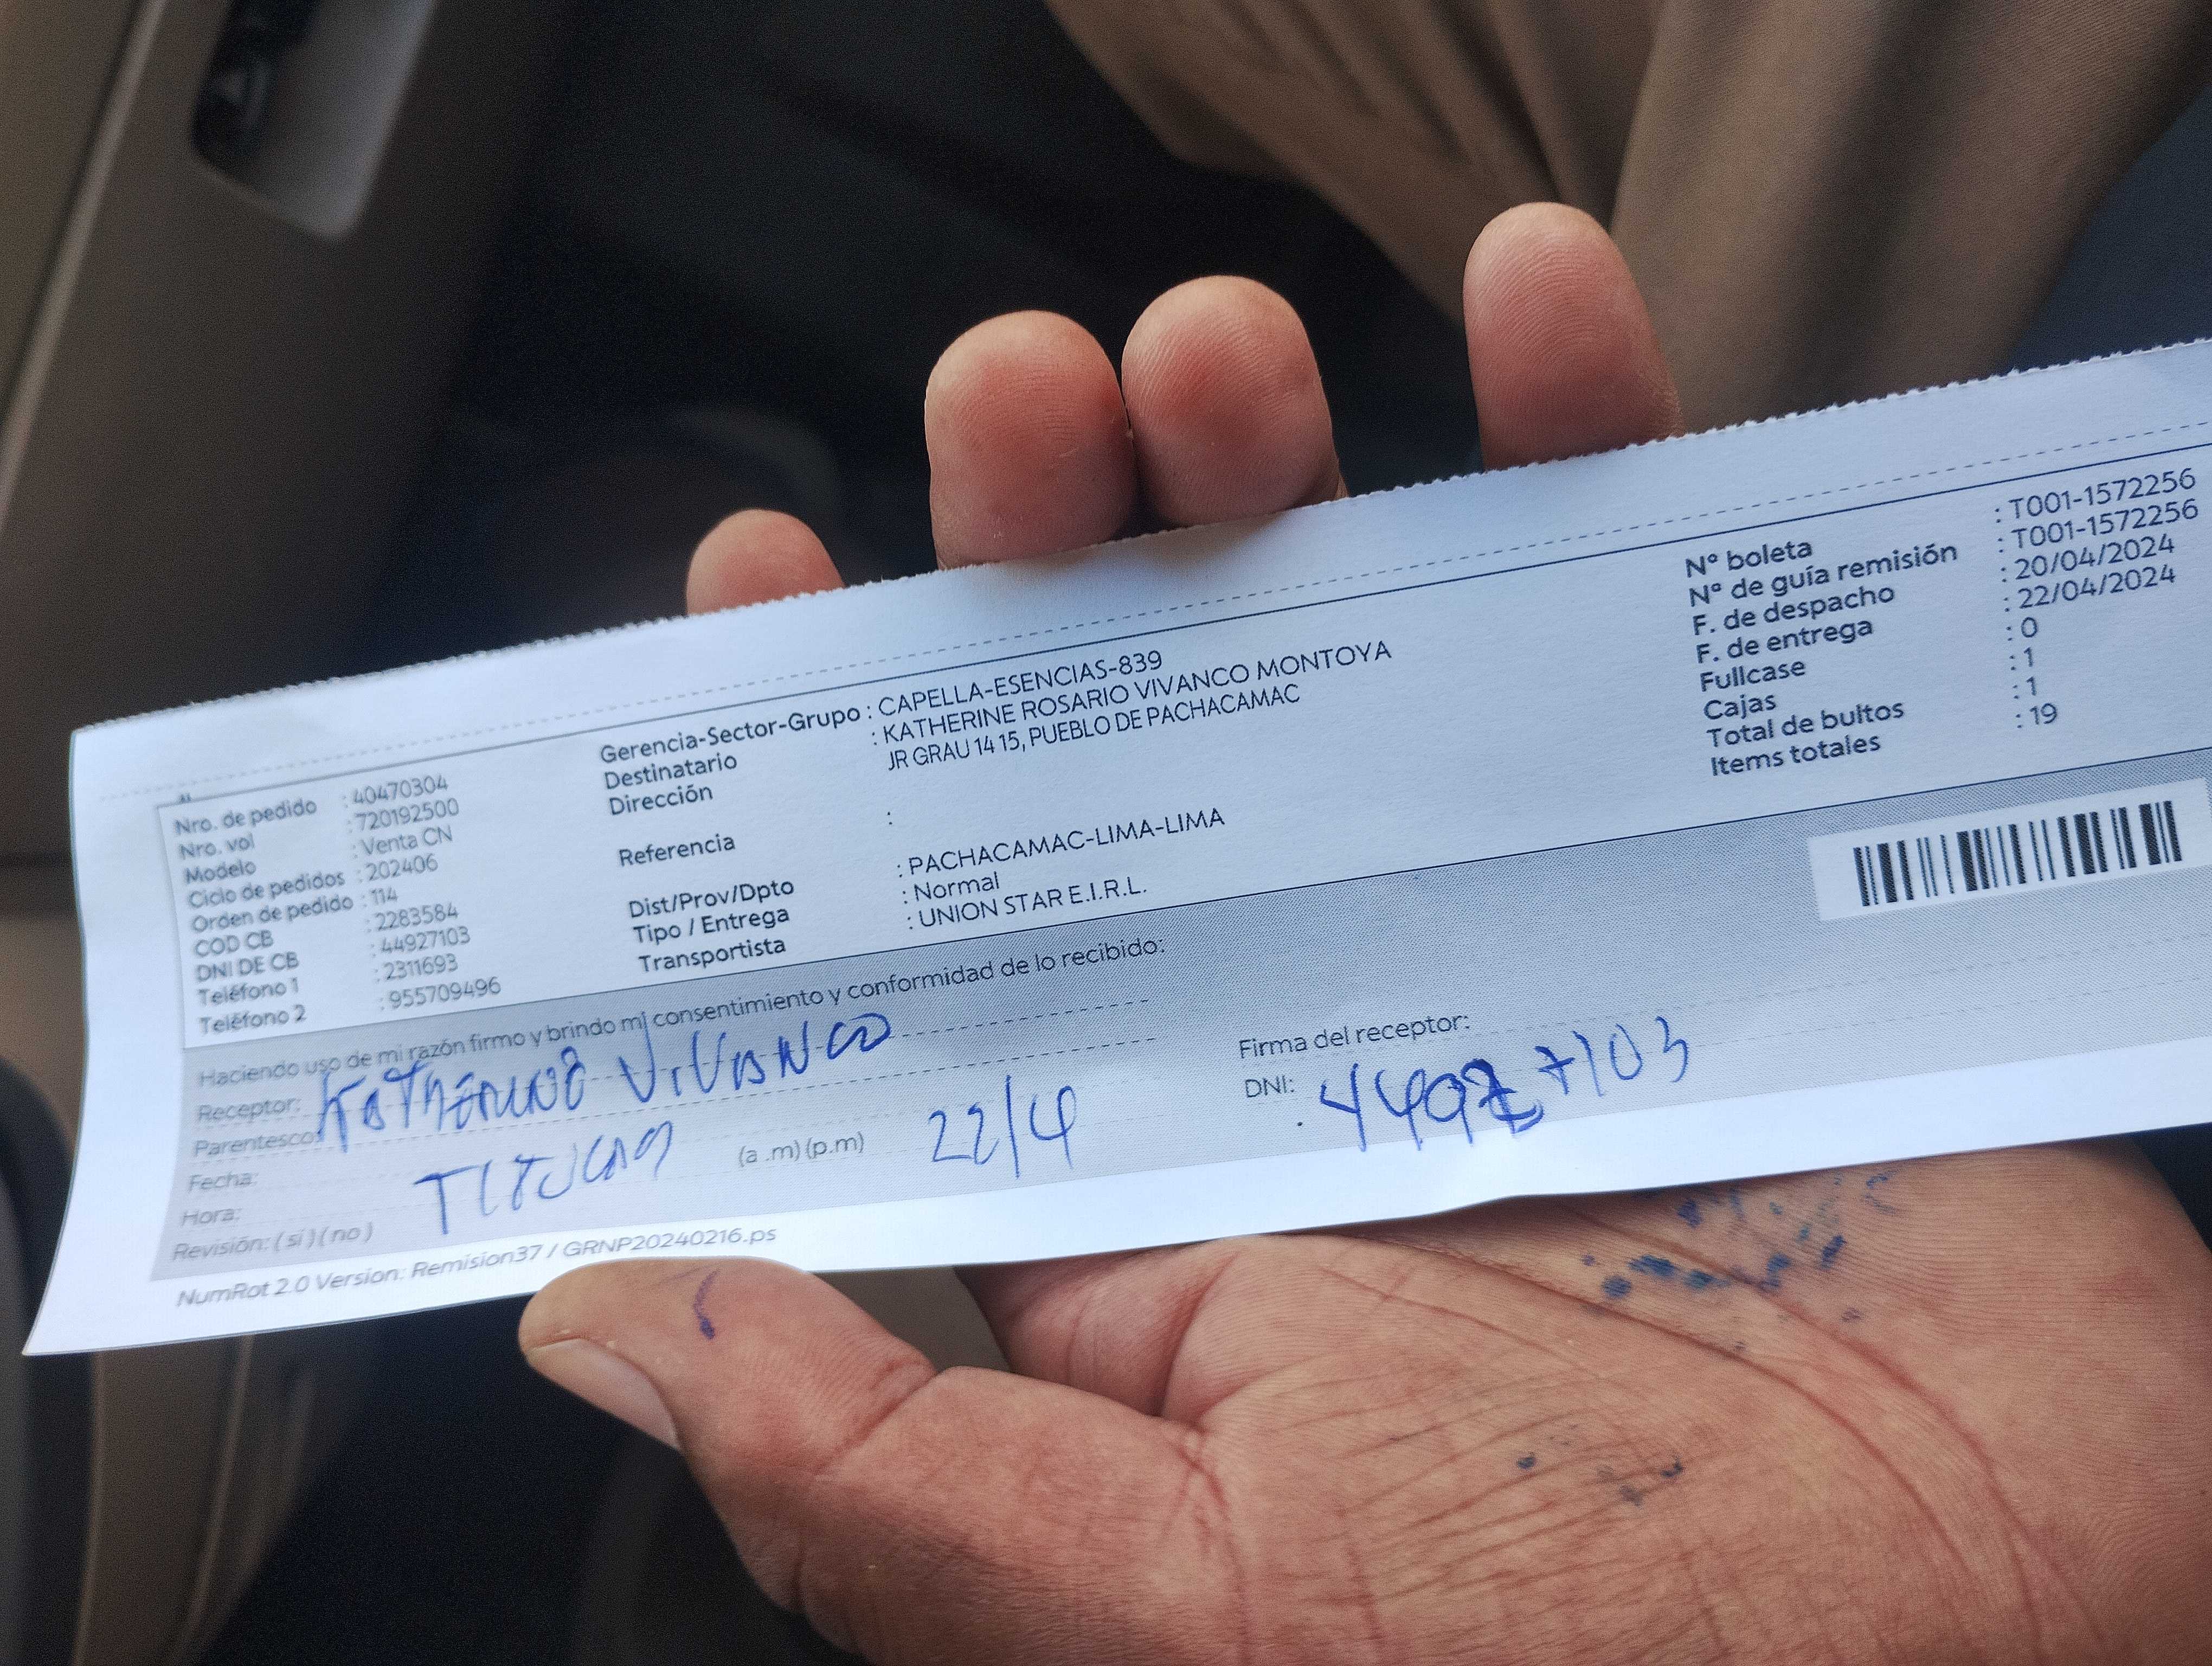 Nro. de pedido : 40470304
Nro. vol : 720192500
Modelo : Venta CN
Ciclo de pedidos : 202406
Orden de pedido : 114
COD CB : 2283584
DNI DE CB : 44927103
Teléfono 1 : 2311693
Teléfono 2 : 955709496
Gerencia-Sector-Grupo : CAPELLA-ESENCIAS-839
Destinatario : KATHERINE ROSARIO VIVANCO MONTOYA
Dirección JR GRAU 14 15, PUEBLO DE PACHACAMAC
:
Referencia
Dist/Prov/Dpto : PACHACAMAC-LIMA-LIMA
Tipo / Entrega : Normal
Transportista : UNION STAR E.I.R.L.
N° boleta : T001-1572256
N° de guía remisión : T001-1572256
F. de despacho : 20/04/2024
F. de entrega : 22/04/2024
Fullcase : 0
Cajas : 1
Total de bultos : 1
Items totales : 19
Haciendo uso de mi razón firmo y brindo mi consentimiento y conformidad de lo recibido:
Receptor: VIVANCO
Parentesco:
Fecha:
Hora: (a .m) (p.m) 22/4
Revisión: ( si ) ( no )
Firma del receptor:
DNI: 44927103
NumRot 2.0 Version: Remision37 / GRNP20240216.ps